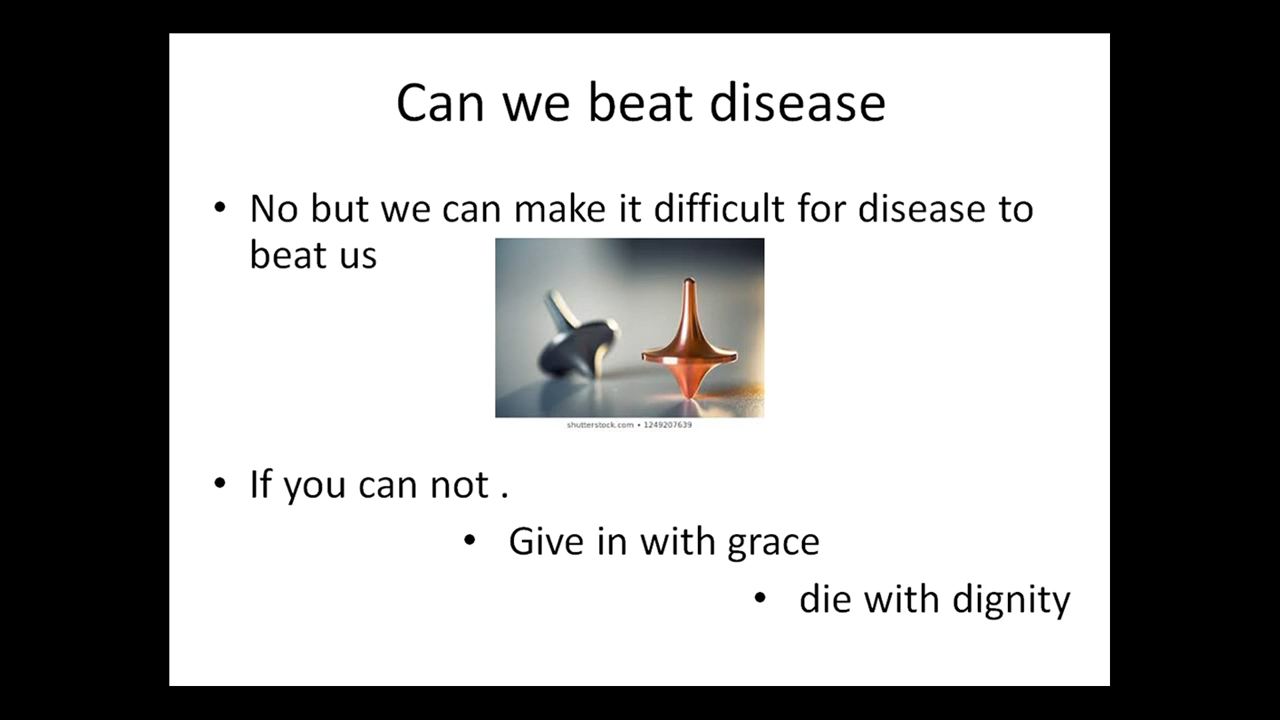 Can we beat disease
• No but we can make it difficult for disease to
beat us
shutterstock.com • 1249207639
• If you can not .
• Give in with grace
• die with dignity